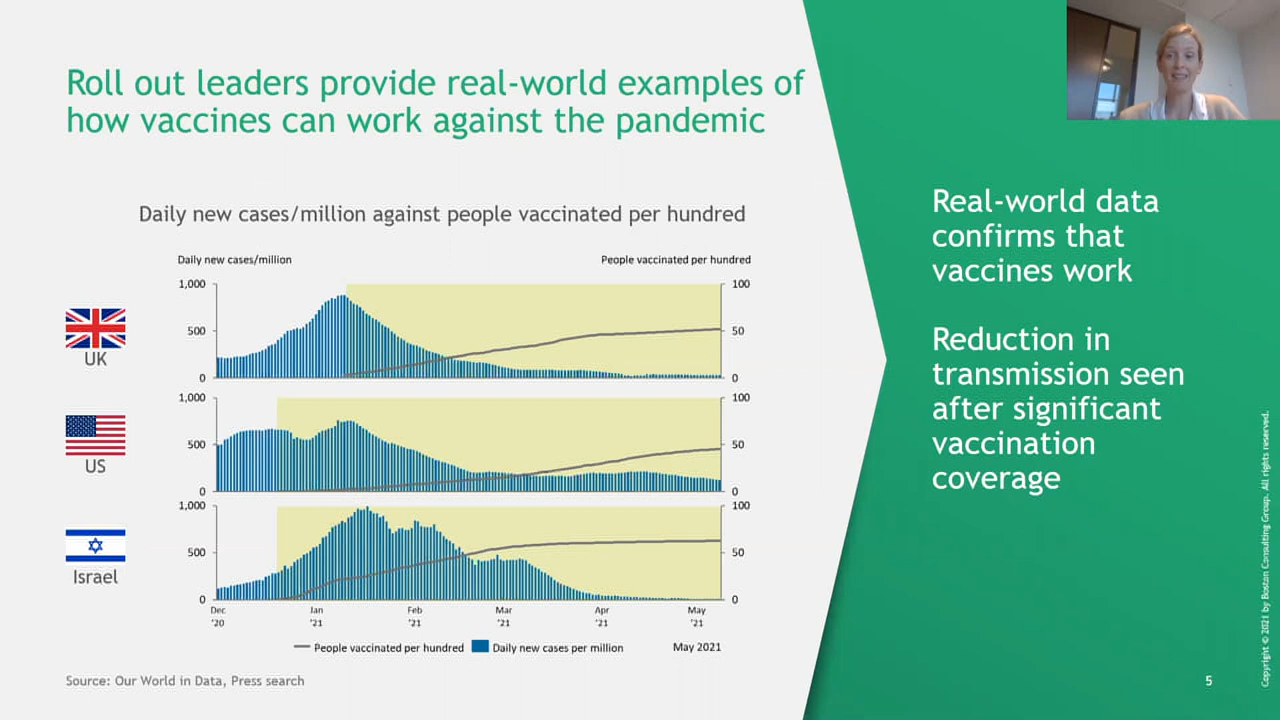 Roll out leaders provide real-world examples of
how vaccines can work against the pandemic
Daily new cases/million against people vaccinated per hundred
Daily new cases/million
People vaccinated per hundred
1,000
500
0
100
50
0
UK
1,000
500
0
100
50
0
US
1,000
500
0
100
50
0
Israel
Dec
'20
Jan
'21
Feb
'21
Mar
'21
Apr
'21
May
'21
People vaccinated per hundred
Daily new cases per million
May 2021
Source: Our World in Data, Press search
Real-world data
confirms that
vaccines work
Reduction in
transmission seen
after significant
vaccination
coverage
5
Copyright © 2021 by Boston Consulting Group. All rights reserved.